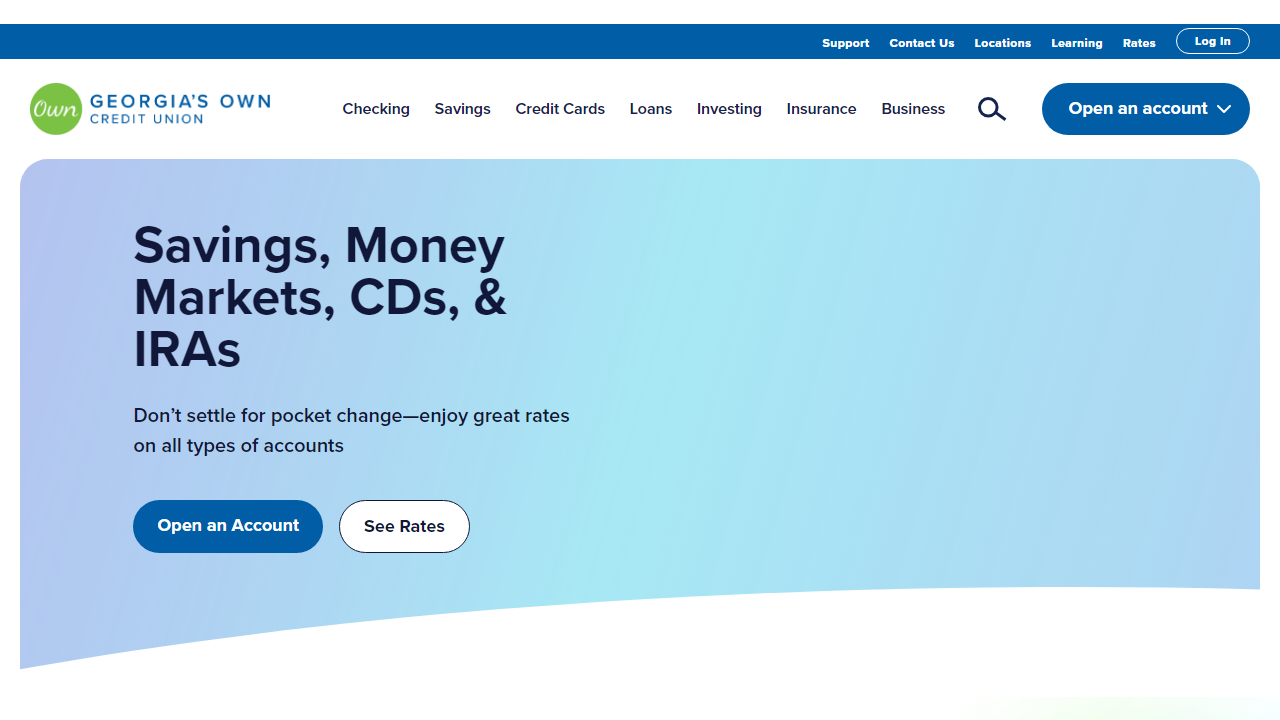 Support Contact Us Locations Learning Rates Log In
Own
GEORGIA'S OWN
CREDIT UNION
Checking Savings Credit Cards Loans Investing Insurance Business Open an account
Savings, Money
Markets, CDs, &
IRAs
Don’t settle for pocket change—enjoy great rates
on all types of accounts
Open an Account See Rates